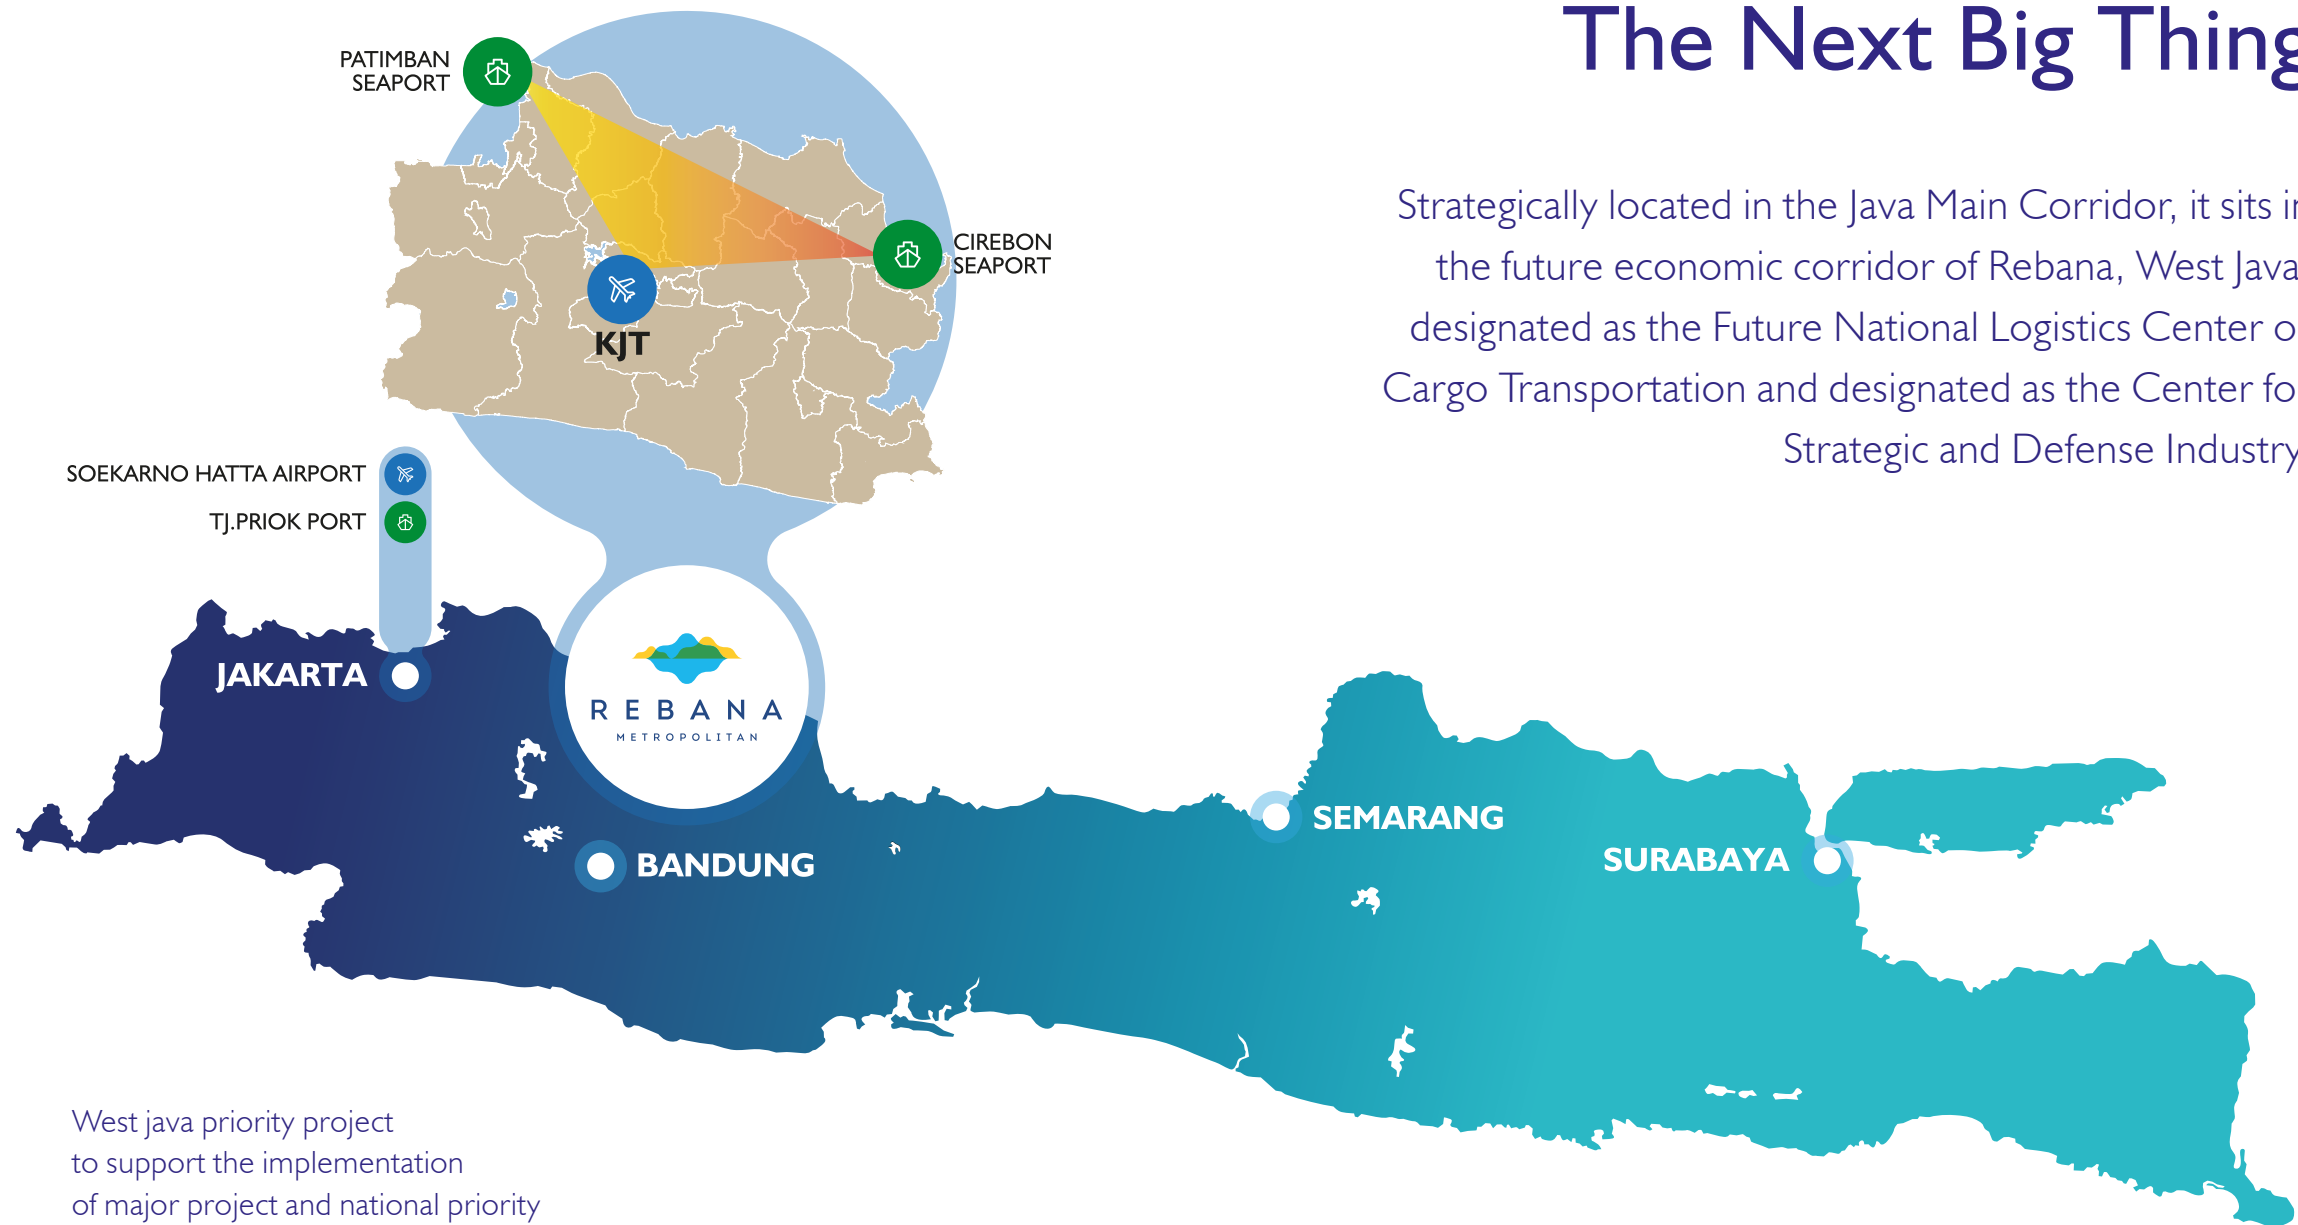 The Next Big Thing
Strategically located in the Java Main Corridor, it sits in
the future economic corridor of Rebana, West Java
designated as the Future National Logistics Center o
Cargo Transportation and designated as the Center fo
Strategic and Defense Industry
PATIMBAN
SEAPORT
CIREBON
SEAPORT
KJT
SOEKARNO HATTA AIRPORT
TJ.PRIOK PORT
JAKARTA
REBANA
METROPOLITAN
BANDUNG
SEMARANG
SURABAYA
West java priority project
to support the implementation
of major project and national priority